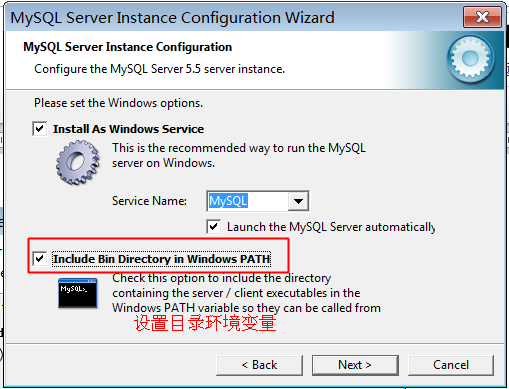 MySQL Server Instance Configuration Wizard
MySQL Server Instance Configuration
Configure the MySQL Server 5.5 server instance.
Please set the Windows options.
Install As Windows Service
This is the recommended way to run the MySQL
server on Windows.
Service Name:
MySQL
Launch the MySQL Server automatically
Include Bin Directory in Windows PATH
MySQL>_
Check this option to include the directory
containing the server / client executables in the
Windows PATH variable so they can be called from
设置目录环境变量
< Back
Next >
Cancel